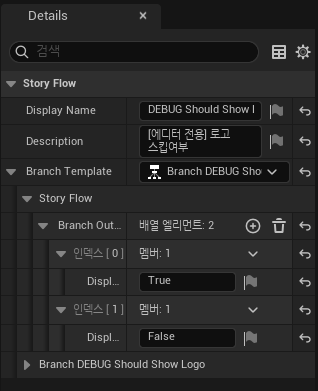 Details
검색
Story Flow
Display Name
DEBUG Should Show
Description
[에디터 전용] 로고
스킵여부
Branch Template
Branch DEBUG Sho
Story Flow
Branch Out...
배열 엘리먼트: 2
인덱스 [ 0 ]
멤버: 1
Displ...
True
인덱스 [ 1 ]
멤버: 1
Displ...
False
Branch DEBUG Should Show Logo